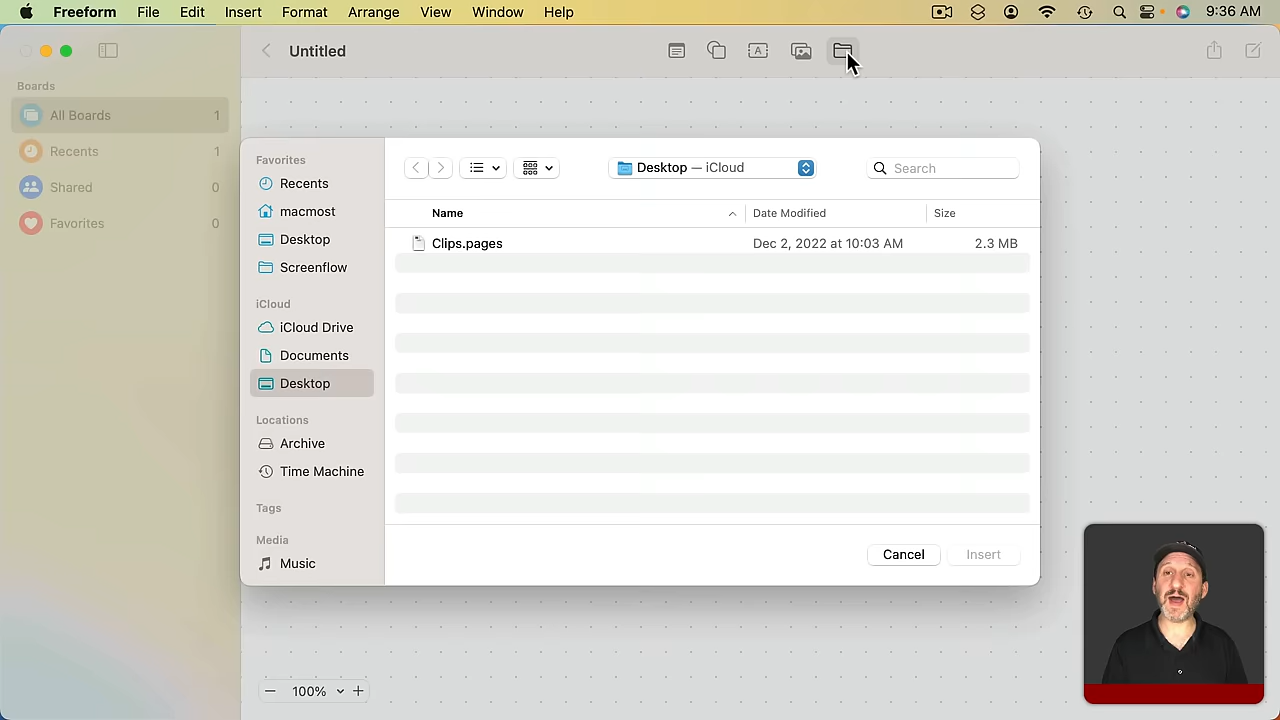 Freeform File Edit Insert Format Arrange View Window Help 9:36 AM
Untitled
Boards
All Boards 1
Recents 1
Shared 0
Favorites 0
Favorites
Recents
macmost
Desktop
Screenflow
iCloud
iCloud Drive
Documents
Desktop
Locations
Archive
Time Machine
Tags
Media
Music
Desktop — iCloud
Search
Name Date Modified Size
Clips.pages Dec 2, 2022 at 10:03 AM 2.3 MB
Cancel Insert
100%